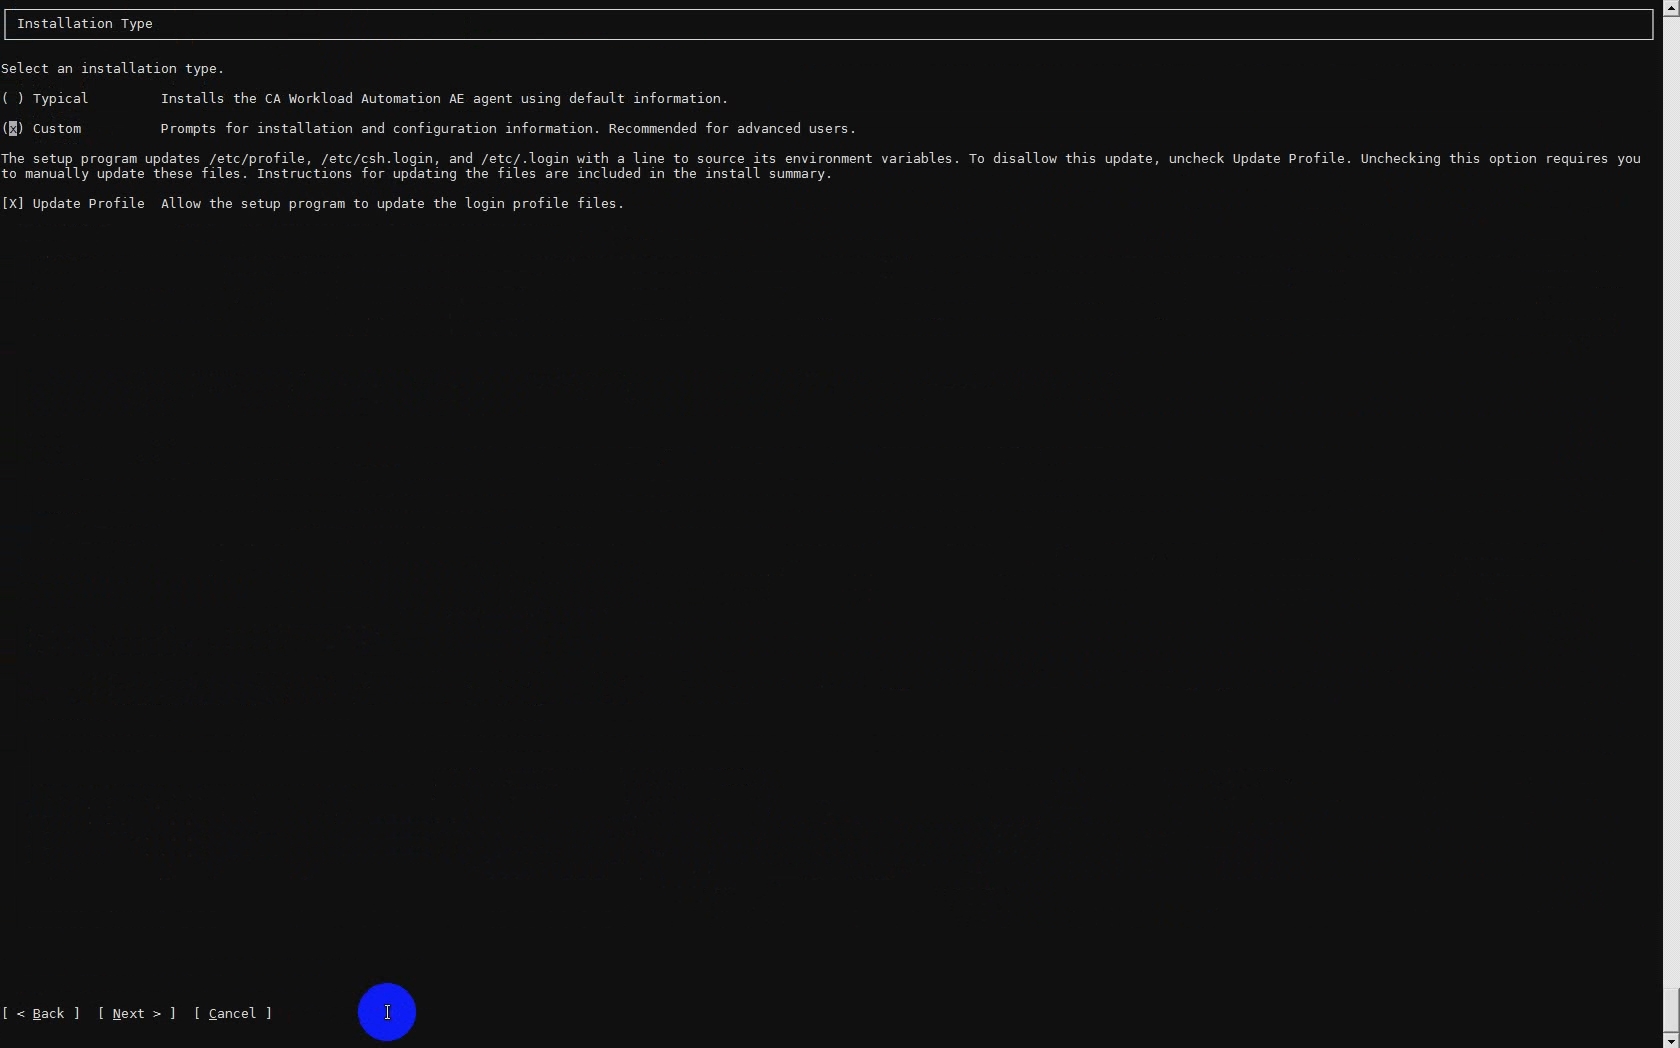 Installation Type
Select an installation type.
( ) Typical Installs the CA Workload Automation AE agent using default information.
(x) Custom Prompts for installation and configuration information. Recommended for advanced users.
The setup program updates /etc/profile, /etc/csh.login, and /etc/.login with a line to source its environment variables. To disallow this update, uncheck Update Profile. Unchecking this option requires you
to manually update these files. Instructions for updating the files are included in the install summary.
[X] Update Profile Allow the setup program to update the login profile files.
[ < Back ] [ Next > ] [ Cancel ]